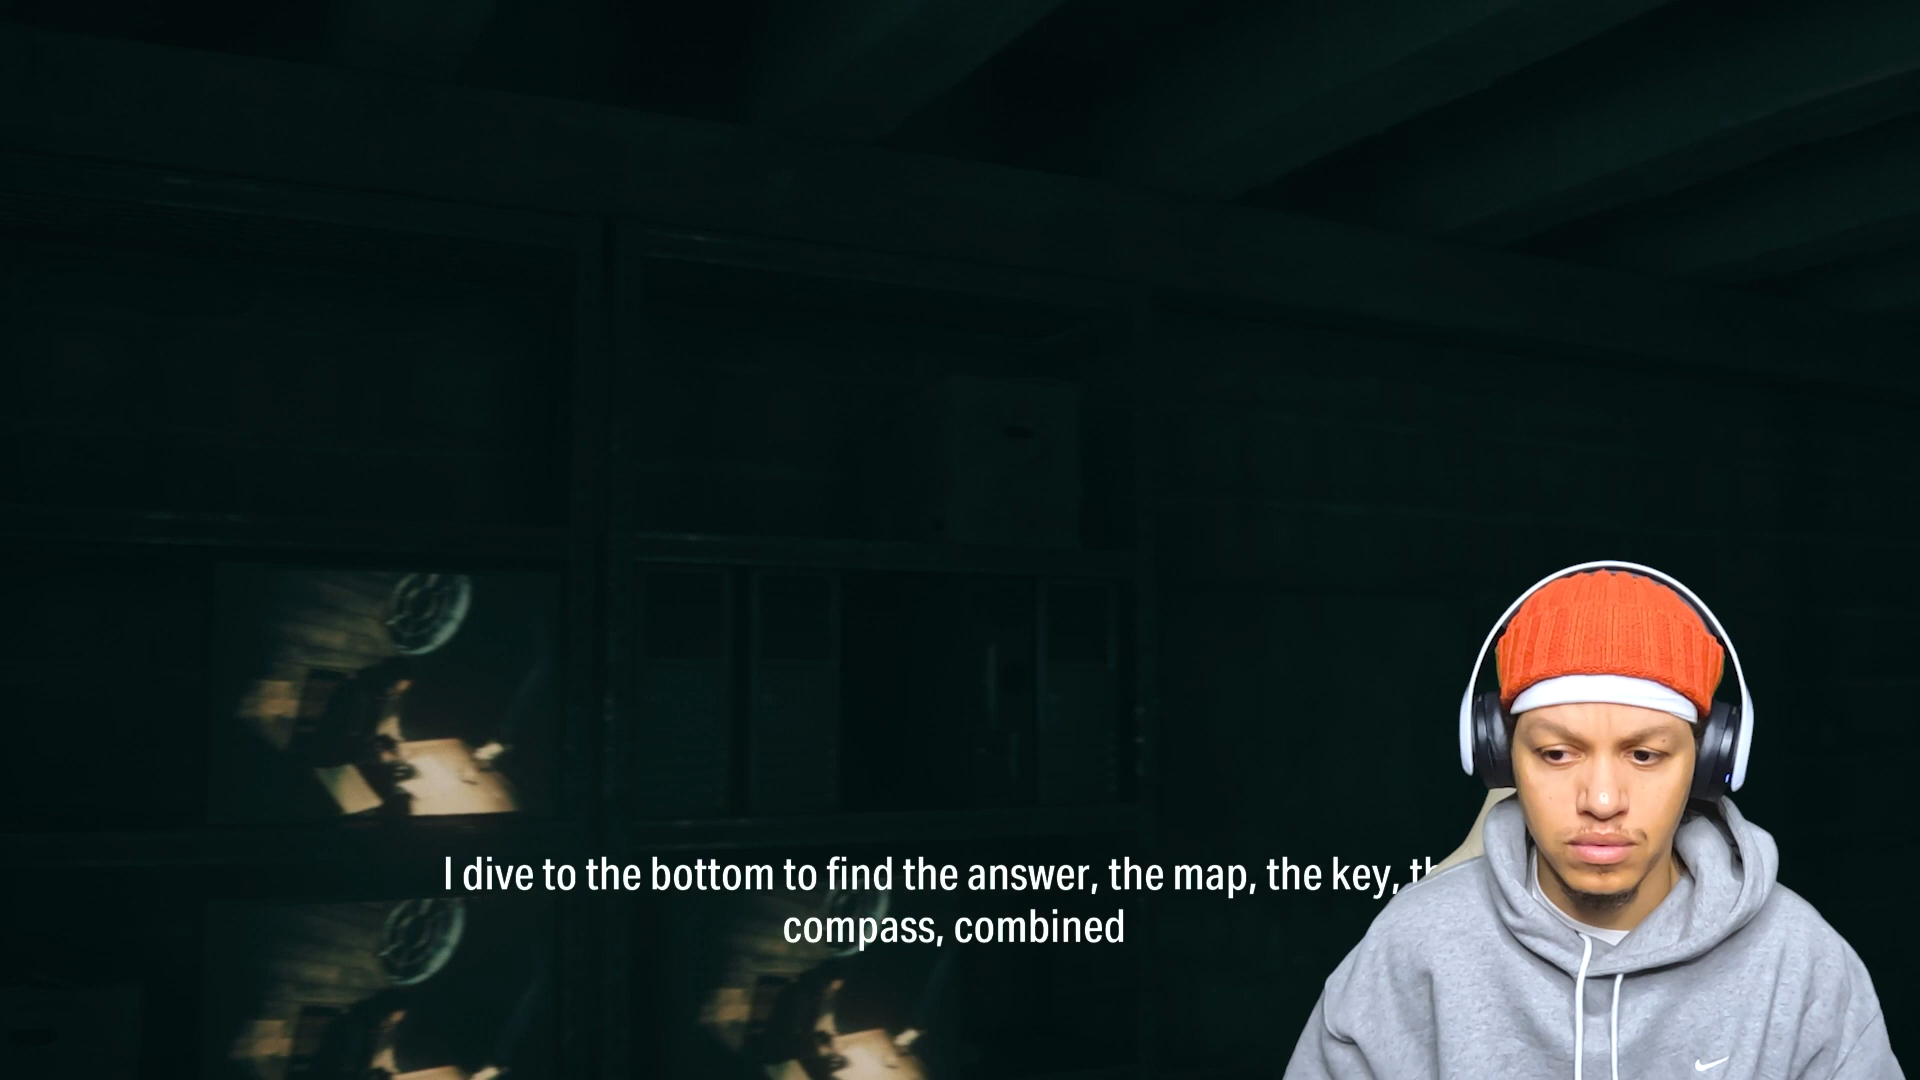 I dive to the bottom to find the answer, the map, the key,
compass, combined